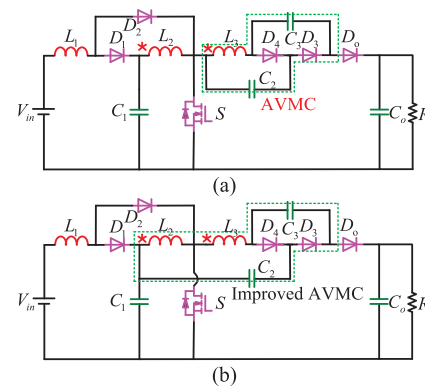 D₂
L₁ D₁ L₂ L₃ D₄ C₃ D₃ Dₒ
C₂
Vᵢₙ C₁ S AVMC Cₒ R
(a)
D₂
L₁ D₁ L₂ L₃ D₄ C₃ D₃ Dₒ
C₂
Vᵢₙ C₁ S Improved AVMC Cₒ R
(b)